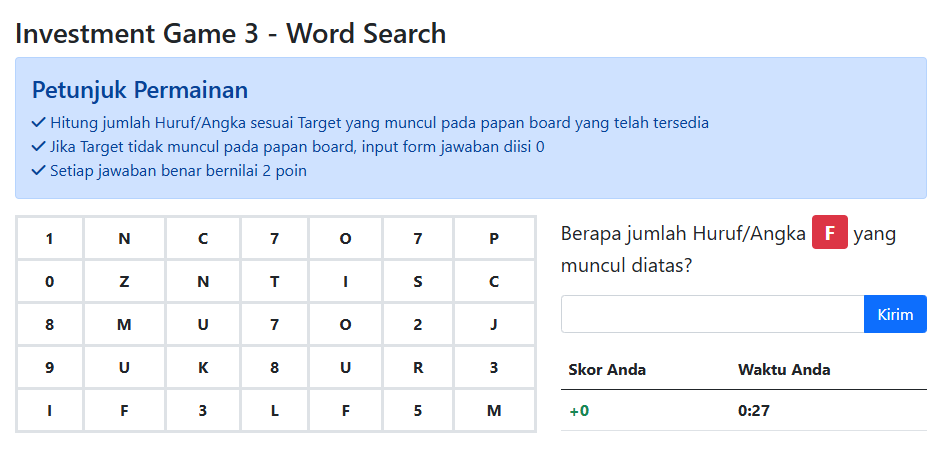 Investment Game 3 - Word Search
Petunjuk Permainan
Hitung jumlah Huruf/Angka sesuai Target yang muncul pada papan board yang telah tersedia
Jika Target tidak muncul pada papan board, input form jawaban diisi 0
Setiap jawaban benar bernilai 2 poin
1 N C 7 O 7 P
0 Z N T I S C
8 M U 7 O 2 J
9 U K 8 U R 3
I F 3 L F 5 M
Berapa jumlah Huruf/Angka F yang
muncul diatas?
Kirim
Skor Anda Waktu Anda
+0 0:27